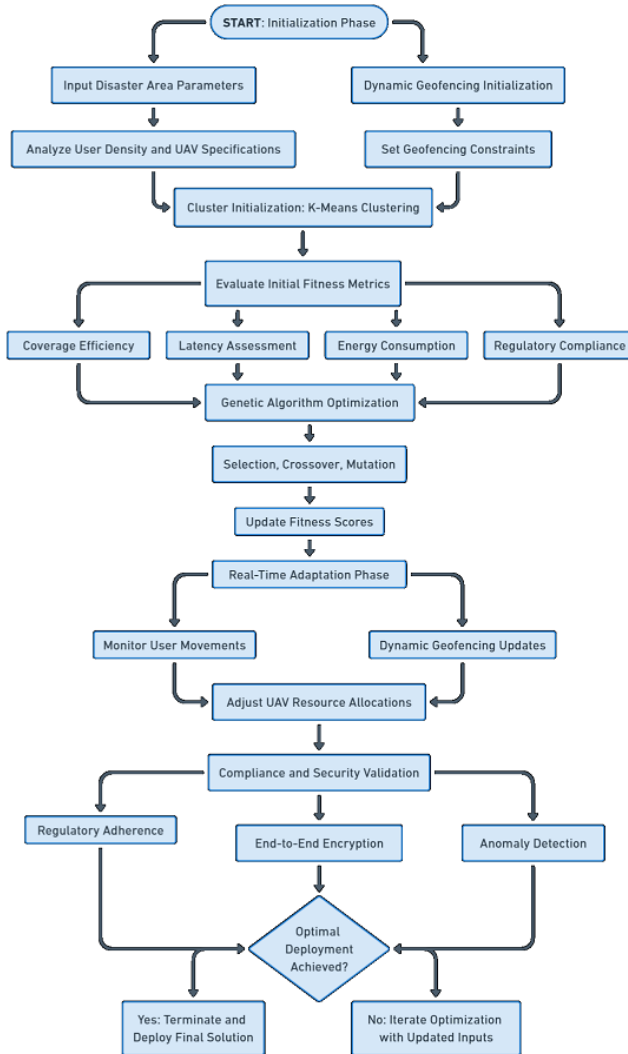 START: Initialization Phase
Input Disaster Area Parameters
Dynamic Geofencing Initialization
Analyze User Density and UAV Specifications
Set Geofencing Constraints
Cluster Initialization: K-Means Clustering
Evaluate Initial Fitness Metrics
Coverage Efficiency
Latency Assessment
Energy Consumption
Regulatory Compliance
Genetic Algorithm Optimization
Selection, Crossover, Mutation
Update Fitness Scores
Real-Time Adaptation Phase
Monitor User Movements
Dynamic Geofencing Updates
Adjust UAV Resource Allocations
Compliance and Security Validation
Regulatory Adherence
End-to-End Encryption
Anomaly Detection
Optimal
Deployment
Achieved?
Yes: Terminate and
Deploy Final Solution
No: Iterate Optimization
with Updated Inputs